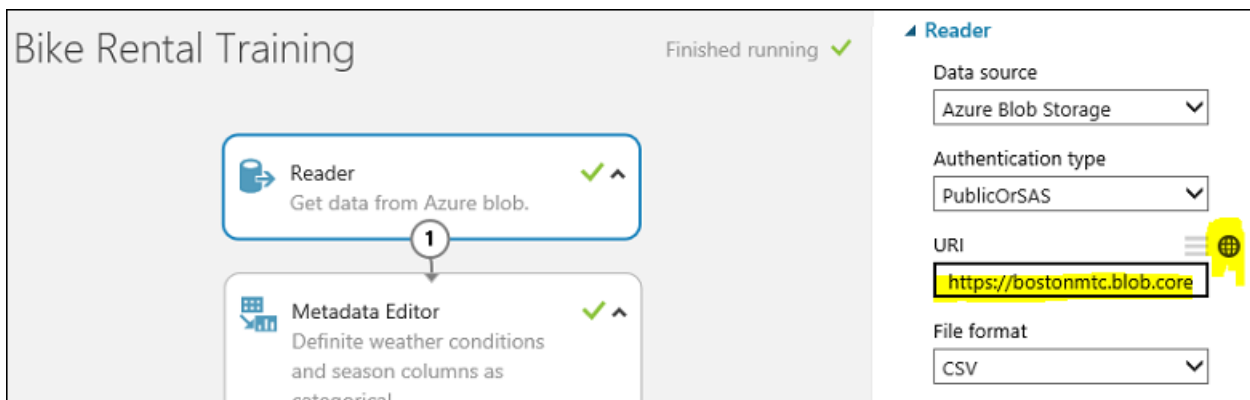 Bike Rental Training
Finished running
Reader
Get data from Azure blob.
1
Metadata Editor
Definite weather conditions
and season columns as
categorical
Reader
Data source
Azure Blob Storage
Authentication type
PublicOrSAS
URI
https://bostonmtc.blob.core
File format
CSV